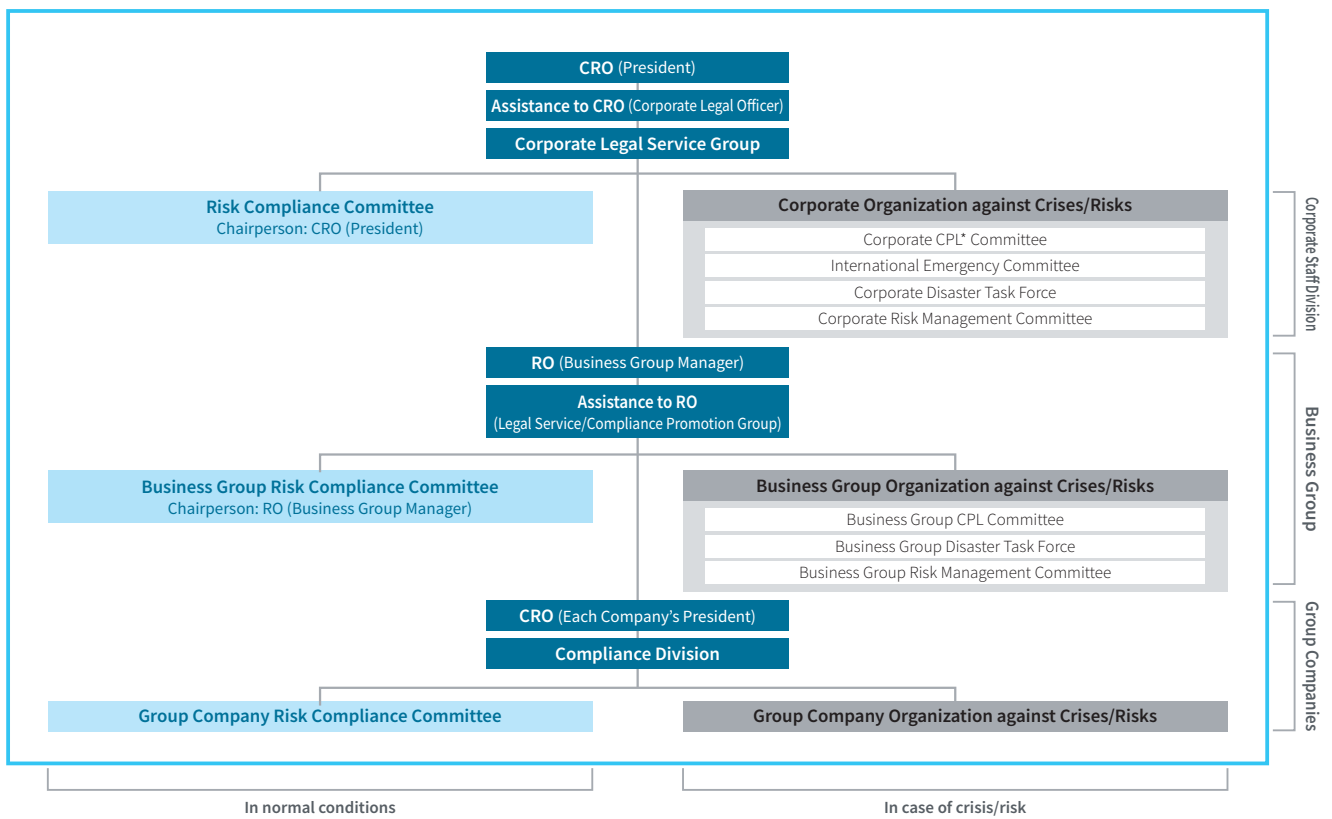 CRO (President)
Assistance to CRO (Corporate Legal Officer)
Corporate Legal Service Group
Risk Compliance Committee
Chairperson: CRO (President)
Corporate Organization against Crises/Risks
Corporate CPL* Committee
International Emergency Committee
Corporate Disaster Task Force
Corporate Risk Management Committee
Corporate Staff Division
RO (Business Group Manager)
Assistance to RO
(Legal Service/Compliance Promotion Group)
Business Group Risk Compliance Committee
Chairperson: RO (Business Group Manager)
Business Group Organization against Crises/Risks
Business Group CPL Committee
Business Group Disaster Task Force
Business Group Risk Management Committee
Business Group
CRO (Each Company’s President)
Compliance Division
Group Company Risk Compliance Committee
Group Company Organization against Crises/Risks
Group Companies
In normal conditions
In case of crisis/risk